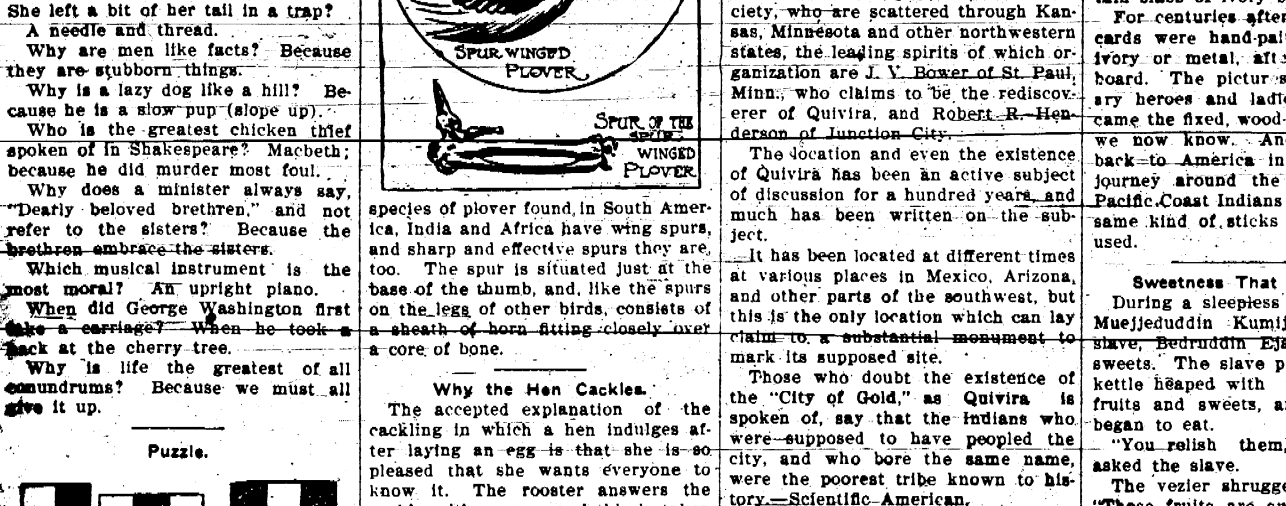 She left a bit of her tail in a trap?
A needle and thread.
Why are men like facts? Because
they are stubborn things.
Why is a lazy dog like a hill? Be-
cause he is a slow pup (slope up).
Who is the greatest chicken thief
spoken of in Shakespeare? Macbeth;
because he did murder most foul.
Why does a minister always say,
"Dearly beloved brethren," and not
refer to the sisters? Because the
brethren embrace the sisters.
Which musical instrument is the
most moral? An upright piano.
When did George Washington first
take a carriage? When he took a
hack at the cherry tree.
Why is life the greatest of all
conundrums? Because we must all
give it up.
Puzzle.
SPUR WINGED
PLOVER
SPUR OF THE
SPUR
WINGED
PLOVER
species of plover found in South Amer-
ica, India and Africa have wing spurs,
and sharp and effective spurs they are,
too. The spur is situated just at the
base of the thumb, and, like the spurs
on the legs of other birds, consists of
a sheath of horn fitting closely over
a core of bone.
Why the Hen Cackles.
The accepted explanation of the
cackling in which a hen indulges af-
ter laying an egg is that she is so
pleased that she wants everyone to
know it. The rooster answers the
ciety, who are scattered through Kan-
sas, Minnesota and other northwestern
states, the leading spirits of which or-
ganization are J. V. Bower of St. Paul,
Minn., who claims to be the rediscov-
erer of Quivira, and Robert R. Hen-
derson of Junction City.
The location and even the existence
of Quivira has been an active subject
of discussion for a hundred years, and
much has been written on the sub-
ject.
It has been located at different times
at various places in Mexico, Arizona,
and other parts of the southwest, but
this is the only location which can lay
claim to a substantial monument to
mark its supposed site.
Those who doubt the existence of
the "City of Gold," as Quivira is
spoken of, say that the Indians who
were supposed to have peopled the
city, and who bore the same name,
were the poorest tribe known to his-
tory.—Scientific American.
For centuries after
cards were hand-pai
ivory or metal, aft
board. The pictur s
ary heroes and ladi
came the fixed, wood-
we now know. An
back to America in
journey around the
Pacific Coast Indians
same kind of sticks
used.
Sweetness That
During a sleepless
Muejjeduddin Kumij
slave, Bedruddin Eja
sweets. The slave p
kettle heaped with
fruits and sweets, a
began to eat.
"You relish them,
asked the slave.
The vezier shrugge
"These fruits are